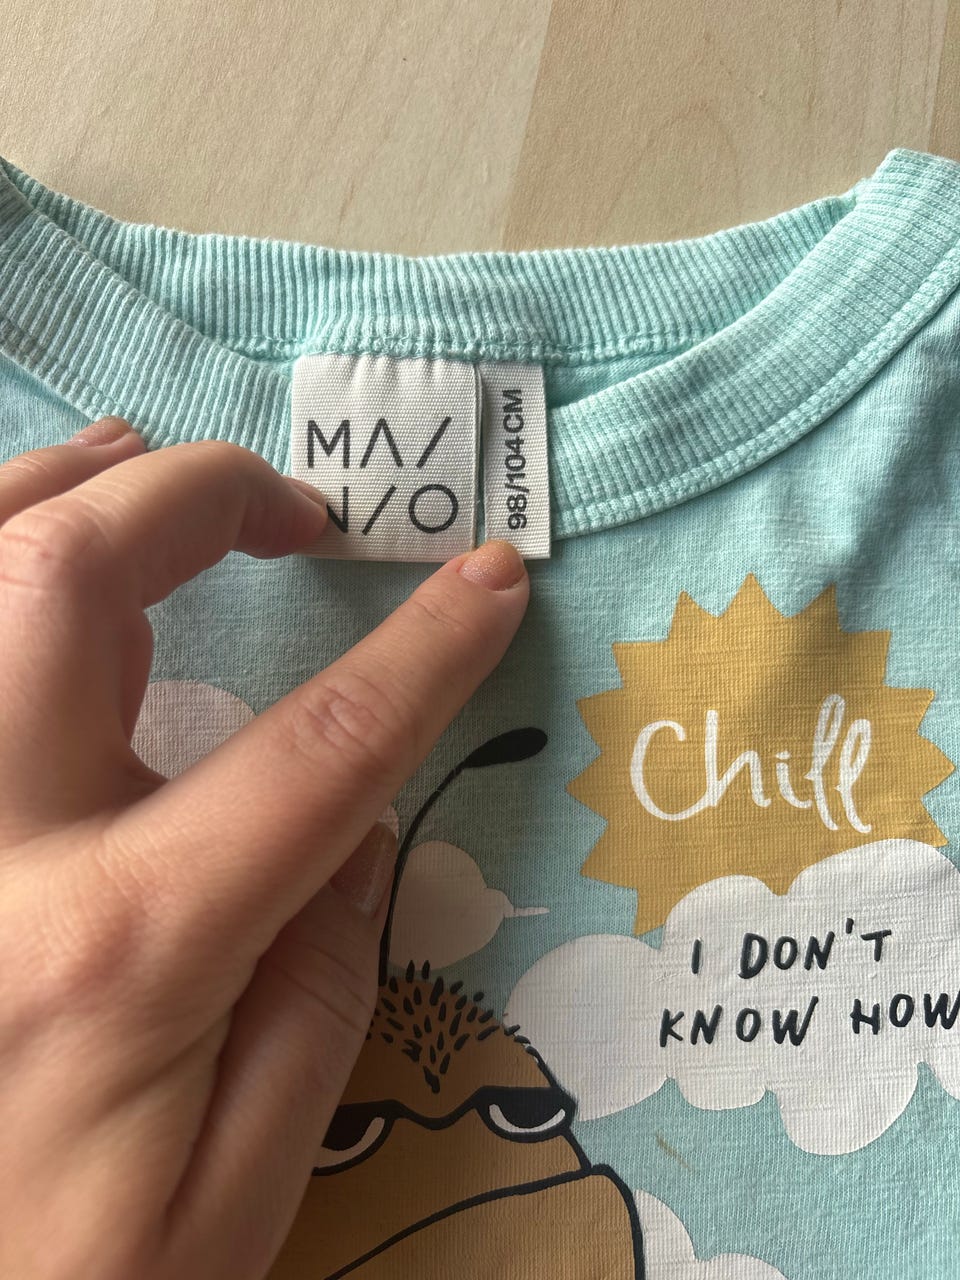 MA/
N/O
98/104 CM
Chill
I DON'T
KNOW HOW